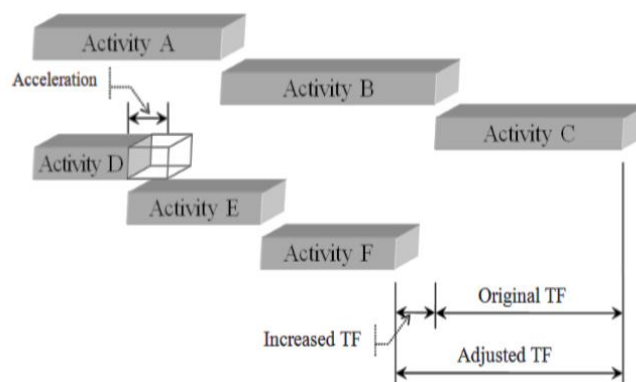 Activity A
Acceleration
Activity B
Activity C
Activity D
Activity E
Activity F
Original TF
Increased TF
Adjusted TF